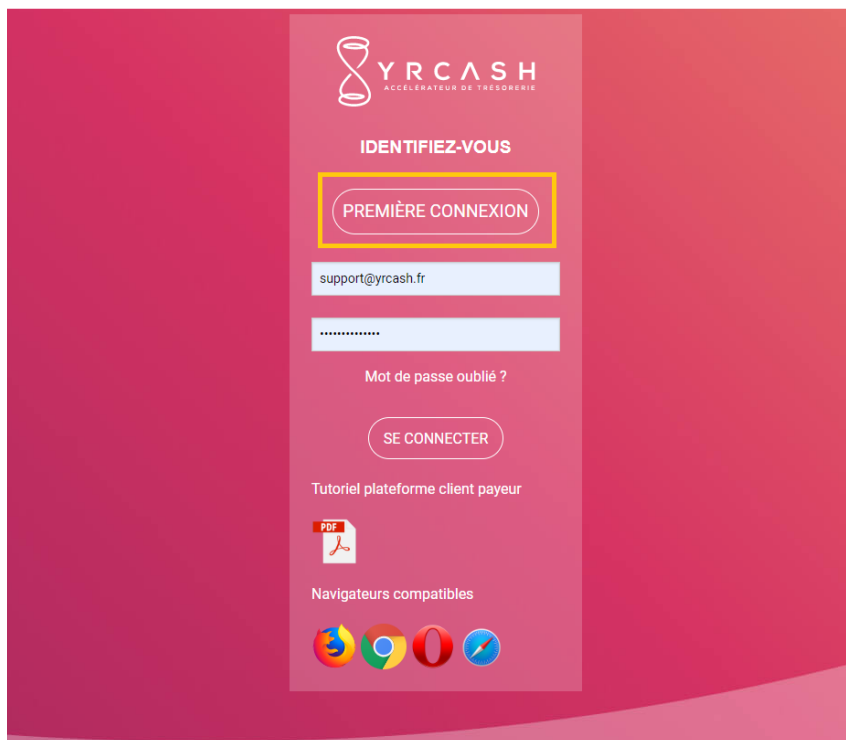 YRCASH
ACCÉLÉRATEUR DE TRÉSORERIE
IDENTIFIEZ-VOUS
PREMIÈRE CONNEXION
support@yrcash.fr
••••••••••••••
Mot de passe oublié ?
SE CONNECTER
Tutoriel plateforme client payeur
PDF
Navigateurs compatibles